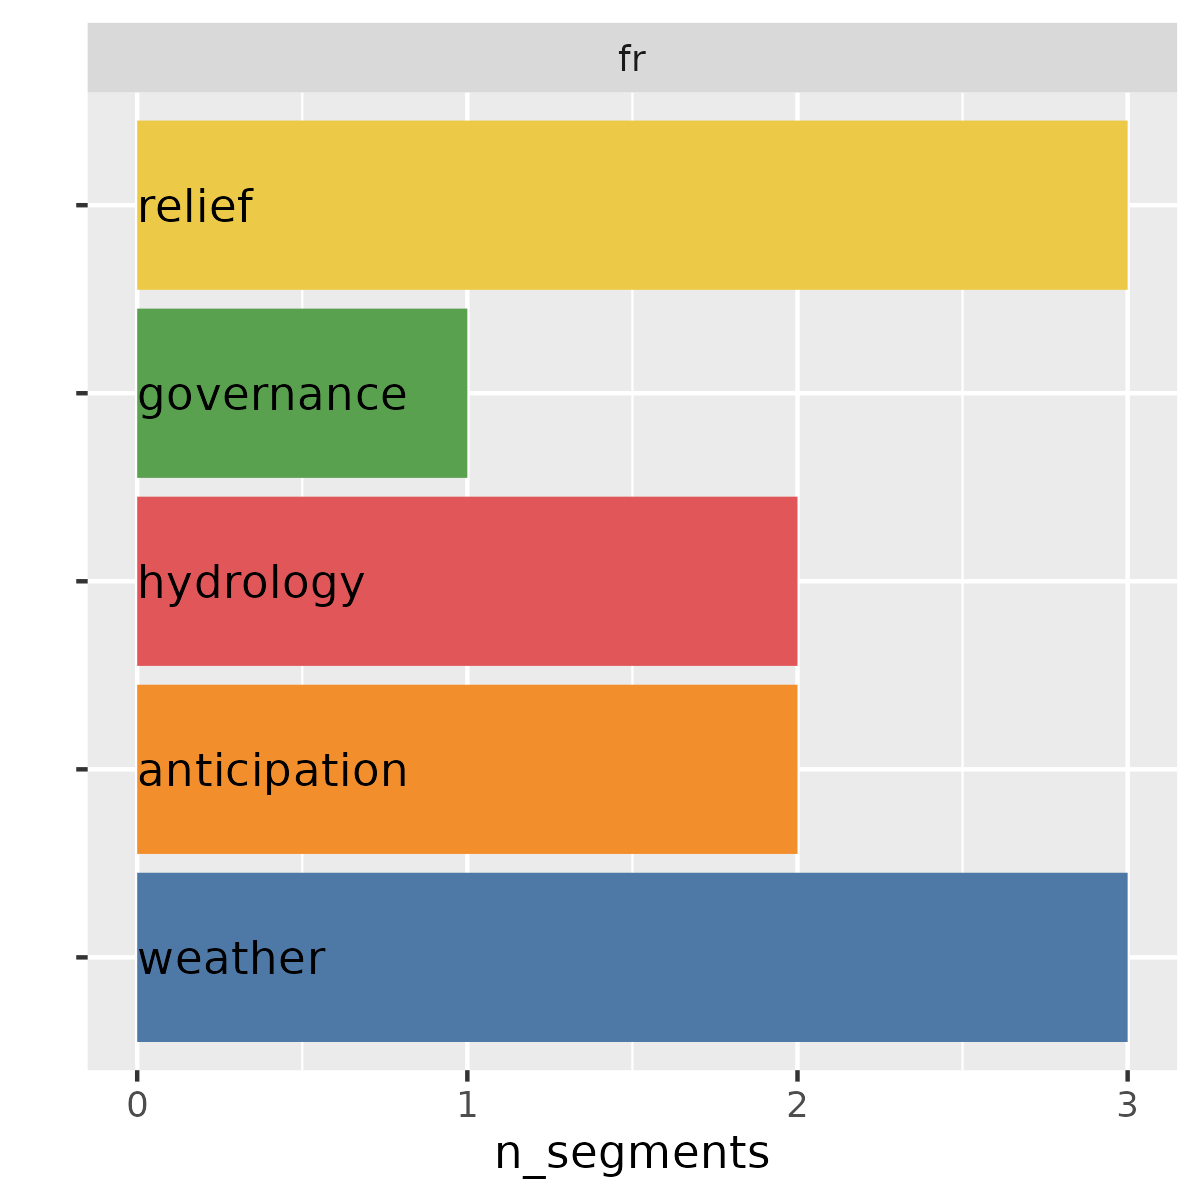 fr
relief
governance
hydrology
anticipation
weather
0 1 2 3
n_segments